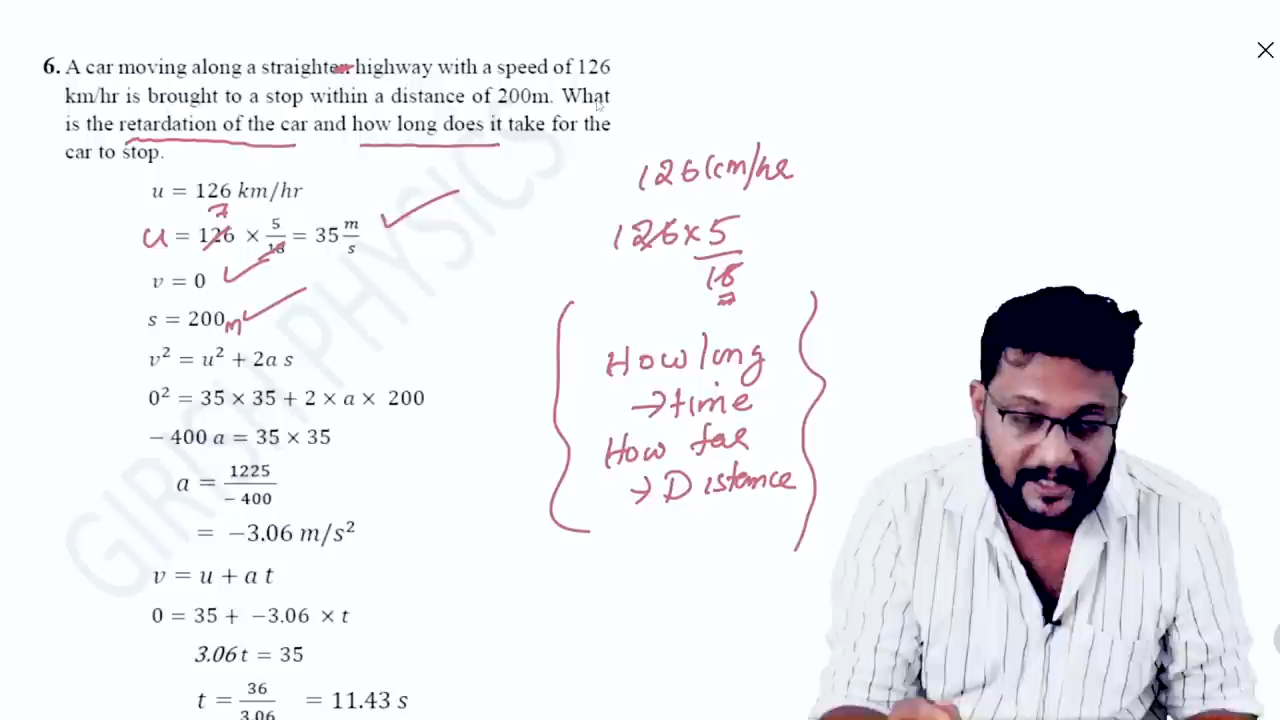 6. A car moving along a straighten highway with a speed of 126
km/hr is brought to a stop within a distance of 200m. What
is the retardation of the car and how long does it take for the
car to stop.
u = 126 km/hr
u = 126 × 5/18 = 35 m/s
7
v = 0
s = 200m
v² = u² + 2a s
0² = 35 × 35 + 2 × a × 200
− 400 a = 35 × 35
a = 1225/− 400
= −3.06 m/s²
v = u + a t
0 = 35 + −3.06 × t
3.06 t = 35
t = 36/3.06 = 11.43 s
126 km/hr
126 × 5
18
How long
→ time
How far
→ Distance
GIRISH PHYSICS